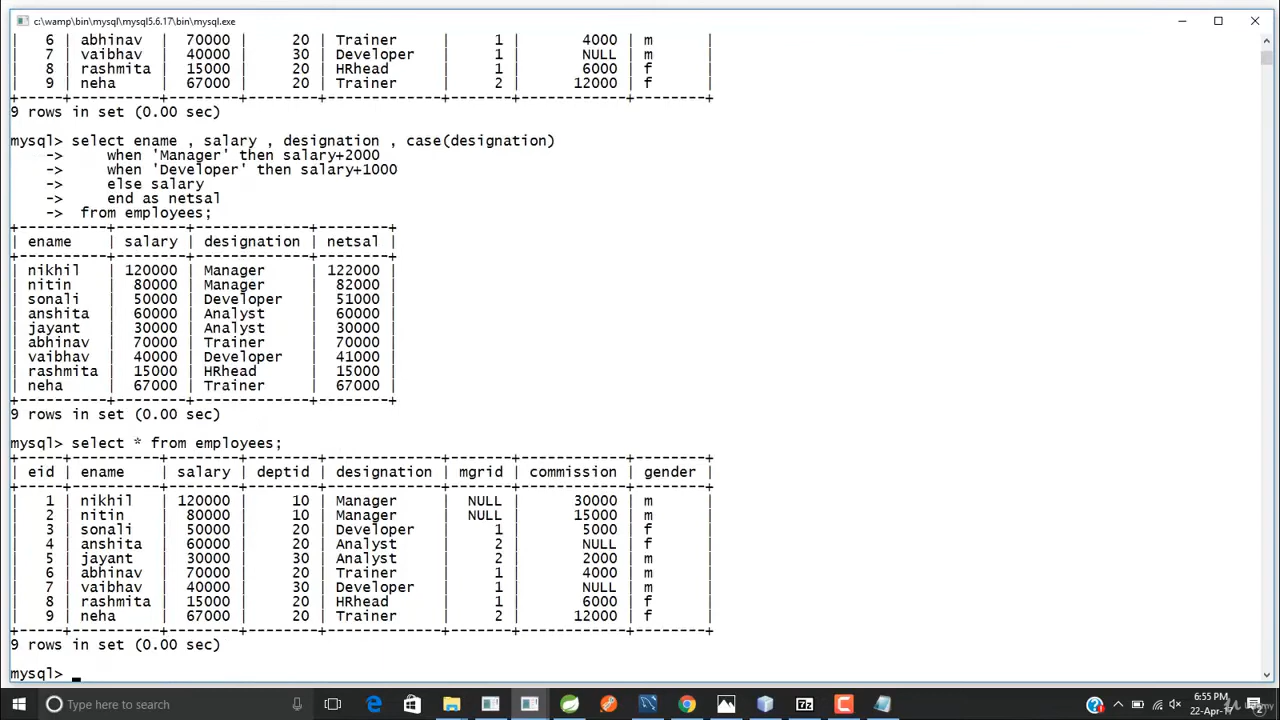 c:\wamp\bin\mysql\mysql5.6.17\bin\mysql.exe
|   6 | abhinav  |  70000 |     20 | Trainer     |     1 |       4000 | m      |
|   7 | vaibhav  |  40000 |     30 | Developer   |     1 |       NULL | m      |
|   8 | rashmita |  15000 |     20 | HRhead      |     1 |       6000 | f      |
|   9 | neha     |  67000 |     20 | Trainer     |     2 |      12000 | f      |
+-----+----------+--------+--------+-------------+-------+------------+--------+
9 rows in set (0.00 sec)
mysql> select ename , salary , designation , case(designation)
    ->     when 'Manager' then salary+2000
    ->     when 'Developer' then salary+1000
    ->     else salary
    ->     end as netsal
    ->  from employees;
+----------+--------+-------------+--------+
| ename    | salary | designation | netsal |
+----------+--------+-------------+--------+
| nikhil   | 120000 | Manager     | 122000 |
| nitin    |  80000 | Manager     |  82000 |
| sonali   |  50000 | Developer   |  51000 |
| anshita  |  60000 | Analyst     |  60000 |
| jayant   |  30000 | Analyst     |  30000 |
| abhinav  |  70000 | Trainer     |  70000 |
| vaibhav  |  40000 | Developer   |  41000 |
| rashmita |  15000 | HRhead      |  15000 |
| neha     |  67000 | Trainer     |  67000 |
+----------+--------+-------------+--------+
9 rows in set (0.00 sec)
mysql> select * from employees;
+-----+----------+--------+--------+-------------+-------+------------+--------+
| eid | ename    | salary | deptid | designation | mgrid | commission | gender |
+-----+----------+--------+--------+-------------+-------+------------+--------+
|   1 | nikhil   | 120000 |     10 | Manager     |  NULL |      30000 | m      |
|   2 | nitin    |  80000 |     10 | Manager     |  NULL |      15000 | m      |
|   3 | sonali   |  50000 |     20 | Developer   |     1 |       5000 | f      |
|   4 | anshita  |  60000 |     20 | Analyst     |     2 |       NULL | f      |
|   5 | jayant   |  30000 |     30 | Analyst     |     2 |       2000 | m      |
|   6 | abhinav  |  70000 |     20 | Trainer     |     1 |       4000 | m      |
|   7 | vaibhav  |  40000 |     30 | Developer   |     1 |       NULL | m      |
|   8 | rashmita |  15000 |     20 | HRhead      |     1 |       6000 | f      |
|   9 | neha     |  67000 |     20 | Trainer     |     2 |      12000 | f      |
+-----+----------+--------+--------+-------------+-------+------------+--------+
9 rows in set (0.00 sec)
mysql> _
Type here to search
6:55 PM
22-Apr-